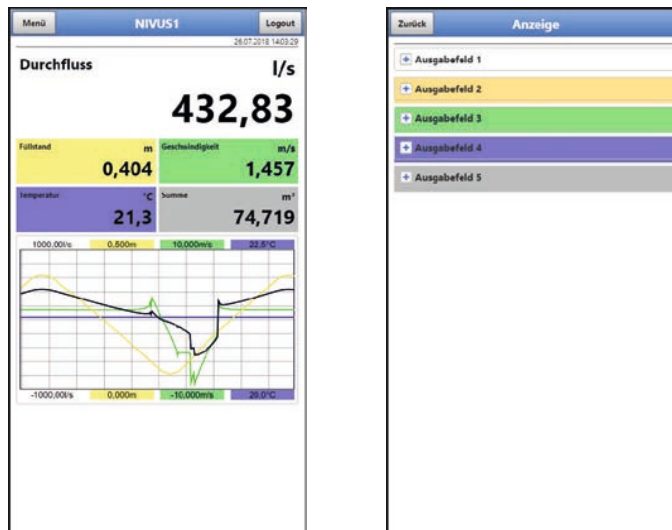 Menü NIVUS1 Logout
26.07.2018 14:03:29
Durchfluss l/s
432,83
Füllstand m Geschwindigkeit m/s
0,404 1,457
Temperatur °C Summe m³
21,3 74,719
1000,00l/s 0,500m 10,000m/s 22,5°C
-1000,00l/s 0,000m -10,000m/s 20,0°C
Zurück Anzeige
+ Ausgabefeld 1
+ Ausgabefeld 2
+ Ausgabefeld 3
+ Ausgabefeld 4
+ Ausgabefeld 5